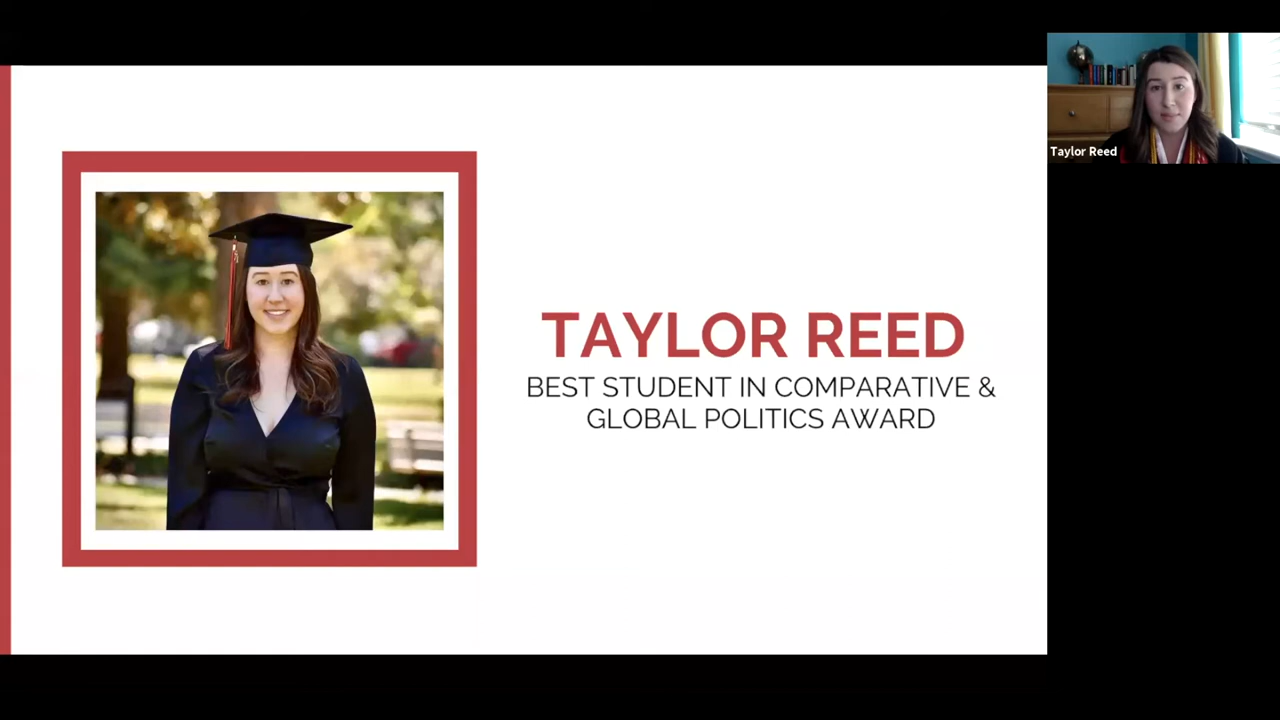 TAYLOR REED
BEST STUDENT IN COMPARATIVE &
GLOBAL POLITICS AWARD
Taylor Reed